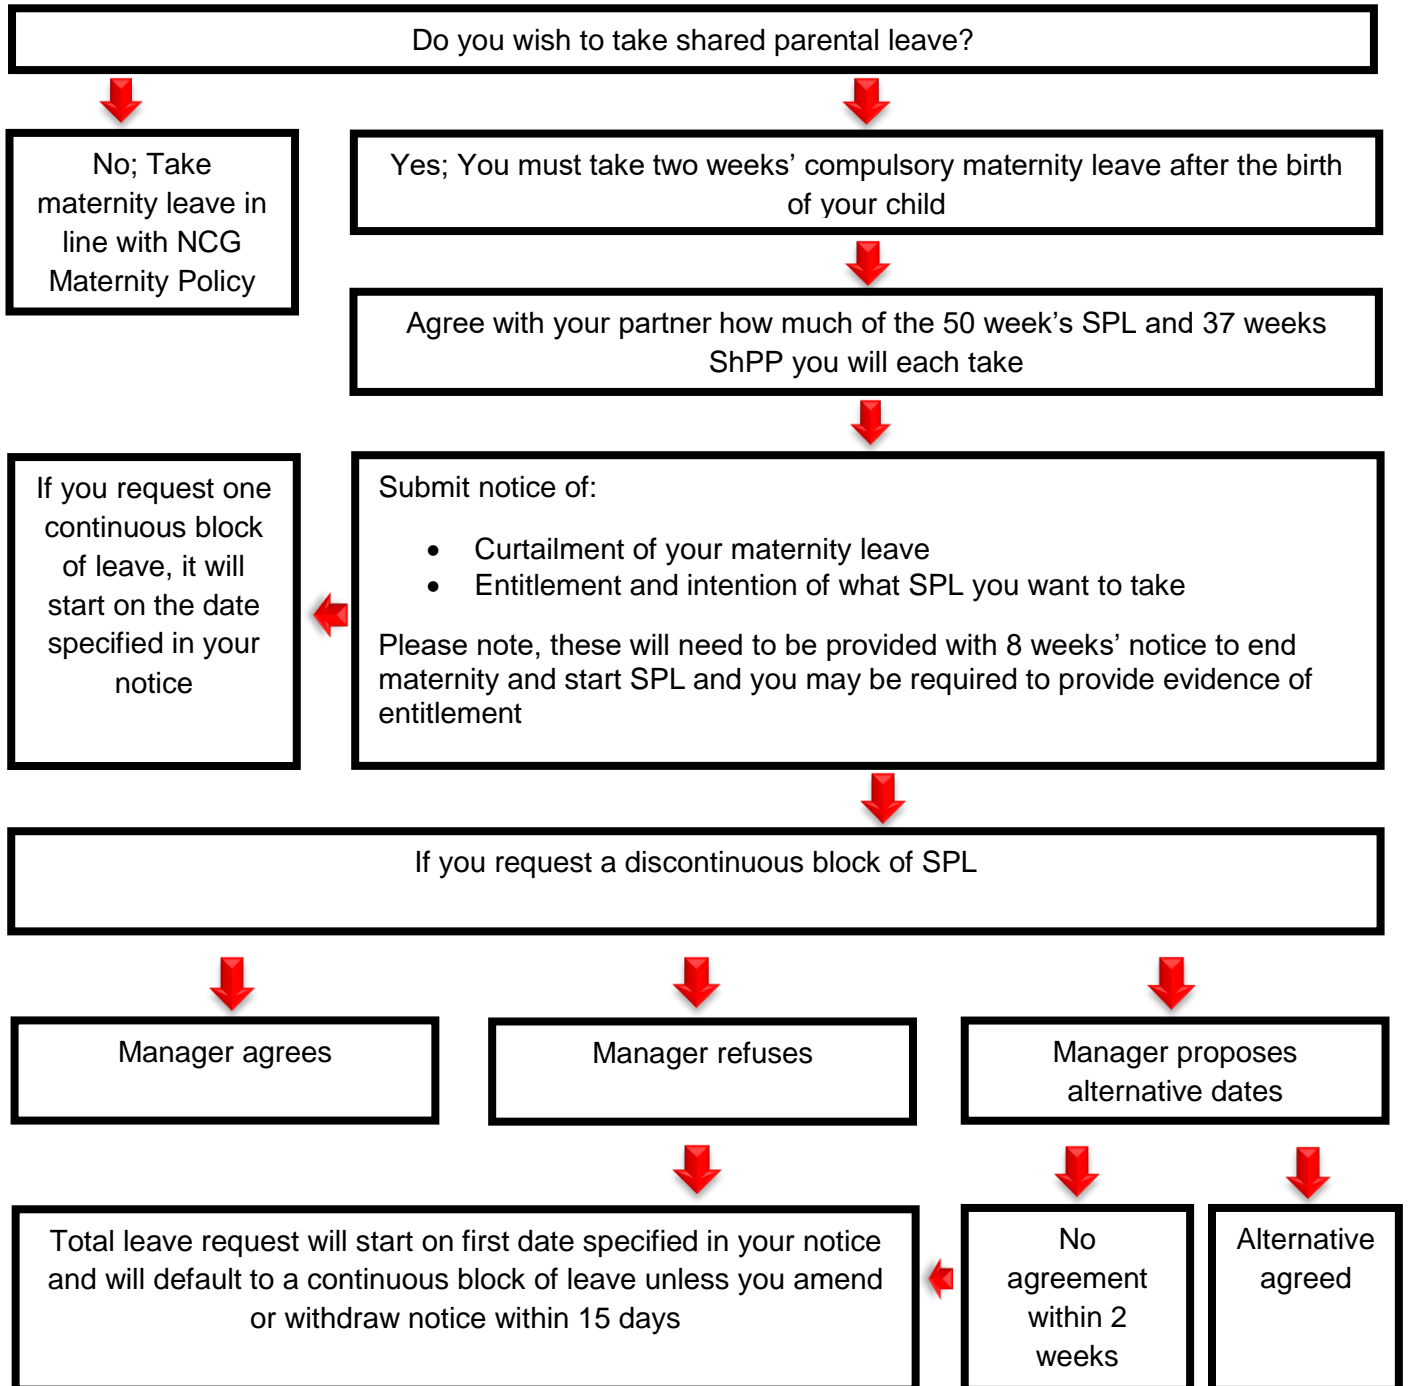 Do you wish to take shared parental leave?
No; Take
maternity leave in
line with NCG
Maternity Policy
Yes; You must take two weeks’ compulsory maternity leave after the birth
of your child
Agree with your partner how much of the 50 week’s SPL and 37 weeks
ShPP you will each take
If you request one
continuous block
of leave, it will
start on the date
specified in your
notice
Submit notice of:
• Curtailment of your maternity leave
• Entitlement and intention of what SPL you want to take
Please note, these will need to be provided with 8 weeks’ notice to end
maternity and start SPL and you may be required to provide evidence of
entitlement
If you request a discontinuous block of SPL
Manager agrees
Manager refuses
Manager proposes
alternative dates
Total leave request will start on first date specified in your notice
and will default to a continuous block of leave unless you amend
or withdraw notice within 15 days
No
agreement
within 2
weeks
Alternative
agreed